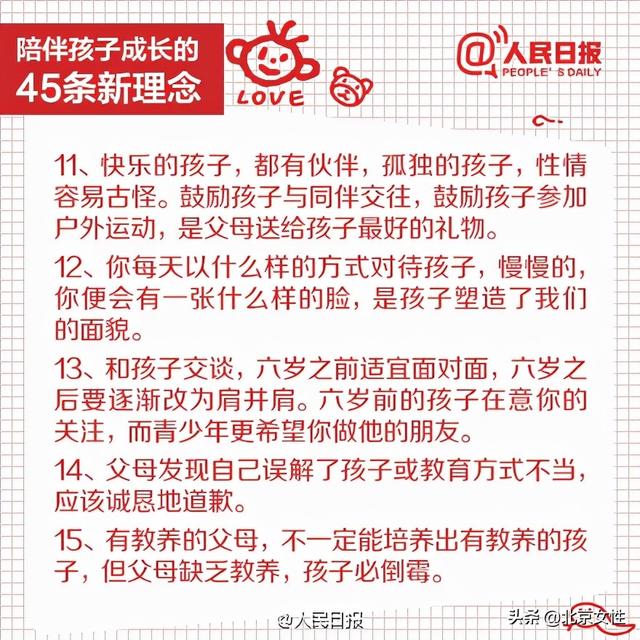 陪伴孩子成长的
45条新理念
LOVE
@人民日报
PEOPLE'S DAILY
11、快乐的孩子，都有伙伴，孤独的孩子，性情
容易古怪。鼓励孩子与同伴交往，鼓励孩子参加
户外运动，是父母送给孩子最好的礼物。
12、你每天以什么样的方式对待孩子，慢慢的，
你便会有一张什么样的脸，是孩子塑造了我们
的面貌。
13、和孩子交谈，六岁之前适宜面对面，六岁之
后要逐渐改为肩并肩。六岁前的孩子在意你的
关注，而青少年更希望你做他的朋友。
14、父母发现自己误解了孩子或教育方式不当，
应该诚恳地道歉。
15、有教养的父母，不一定能培养出有教养的孩
子，但父母缺乏教养，孩子必倒霉。
@人民日报
头条 @北京女性